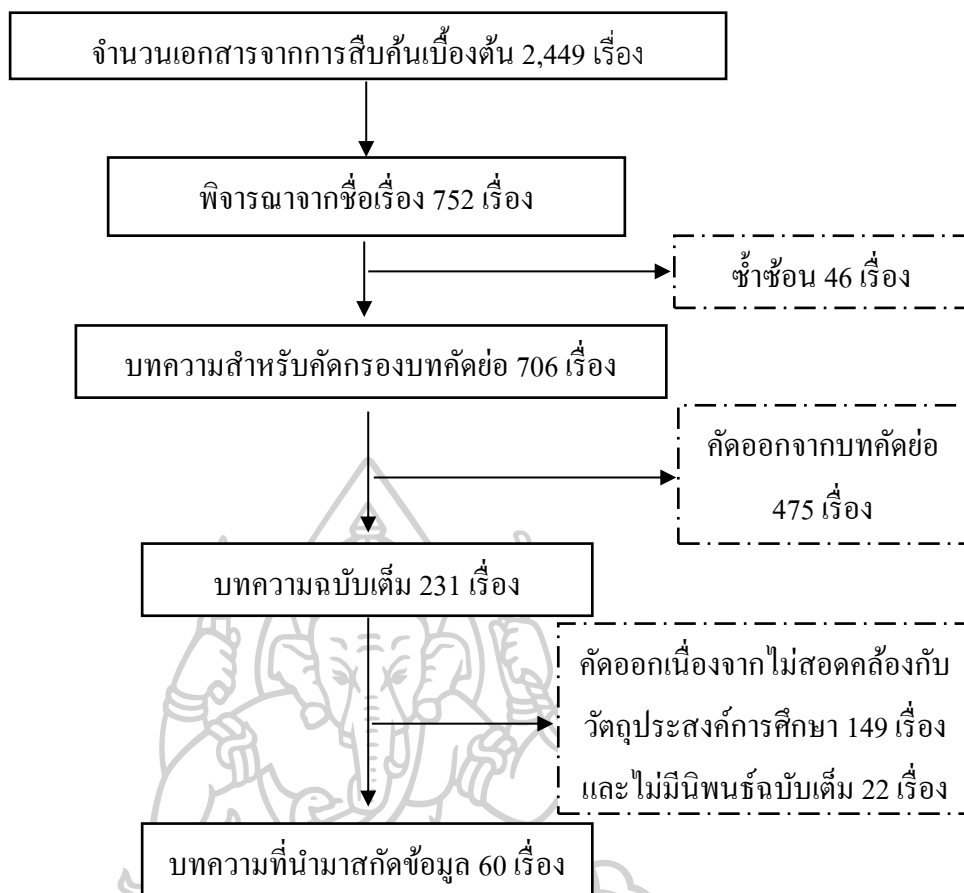 จำนวนเอกสารจากการสืบค้นเบื้องต้น 2,449 เรื่อง
พิจารณาจากชื่อเรื่อง 752 เรื่อง
ซ้ำซ้อน 46 เรื่อง
บทความสำหรับคัดกรองบทคัดย่อ 706 เรื่อง
คัดออกจากบทคัดย่อ
475 เรื่อง
บทความฉบับเต็ม 231 เรื่อง
คัดออกเนื่องจากไม่สอดคล้องกับ
วัตถุประสงค์การศึกษา 149 เรื่อง
และไม่มีนิพนธ์ฉบับเต็ม 22 เรื่อง
บทความที่นำมาสกัดข้อมูล 60 เรื่อง